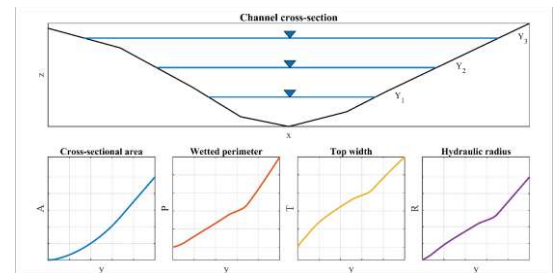 Channel cross-section
z
Y3
Y2
Y1
x
Cross-sectional area
Wetted perimeter
Top width
Hydraulic radius
A
P
T
R
y
y
y
y